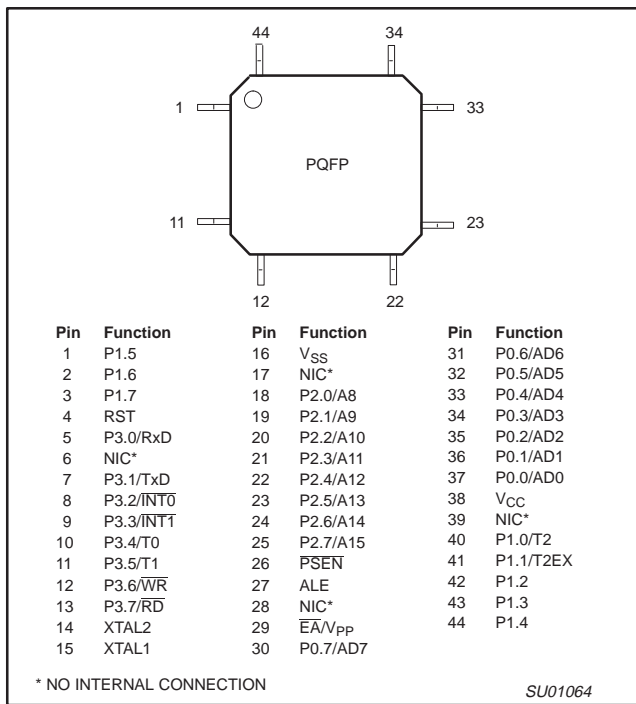 44 34
1 33
PQFP
11 23
12 22
Pin Function Pin Function Pin Function
1 P1.5 16 VSS 31 P0.6/AD6
2 P1.6 17 NIC* 32 P0.5/AD5
3 P1.7 18 P2.0/A8 33 P0.4/AD4
4 RST 19 P2.1/A9 34 P0.3/AD3
5 P3.0/RxD 20 P2.2/A10 35 P0.2/AD2
6 NIC* 21 P2.3/A11 36 P0.1/AD1
7 P3.1/TxD 22 P2.4/A12 37 P0.0/AD0
8 P3.2/INT0 23 P2.5/A13 38 VCC
9 P3.3/INT1 24 P2.6/A14 39 NIC*
10 P3.4/T0 25 P2.7/A15 40 P1.0/T2
11 P3.5/T1 26 PSEN 41 P1.1/T2EX
12 P3.6/WR 27 ALE 42 P1.2
13 P3.7/RD 28 NIC* 43 P1.3
14 XTAL2 29 EA/VPP 44 P1.4
15 XTAL1 30 P0.7/AD7
* NO INTERNAL CONNECTION SU01064